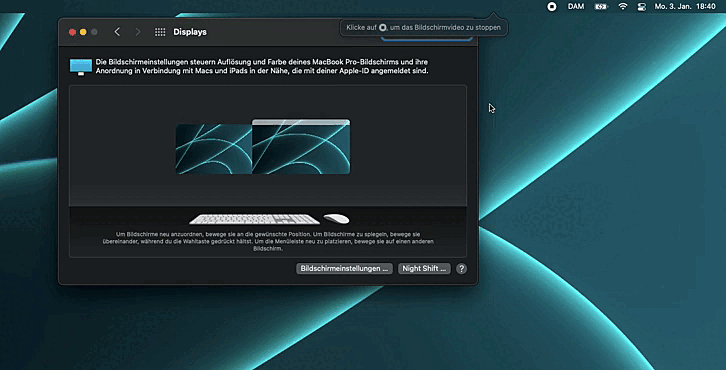 DAM Mo. 3. Jan. 18:40
Klicke auf , um das Bildschirmvideo zu stoppen
Displays
Die Bildschirmeinstellungen steuern Auflösung und Farbe deines MacBook Pro-Bildschirms und ihre
Anordnung in Verbindung mit Macs und iPads in der Nähe, die mit deiner Apple-ID angemeldet sind.
Um Bildschirme neu anzuordnen, bewege sie an die gewünschte Position. Um Bildschirme zu spiegeln, bewege sie
übereinander, während du die Wahltaste gedrückt hältst. Um die Menüleiste neu zu platzieren, bewege sie auf einen anderen
Bildschirm.
Bildschirmeinstellungen ... Night Shift ... ?